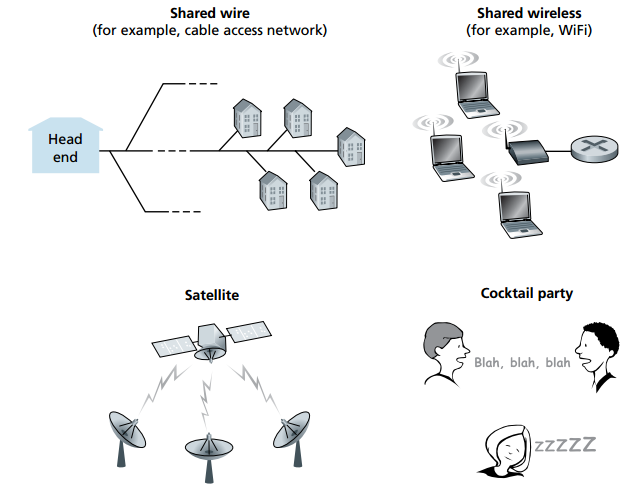 Shared wire
(for example, cable access network)
Shared wireless
(for example, WiFi)
Head
end
Satellite
Cocktail party
Blah, blah, blah
zzzzz